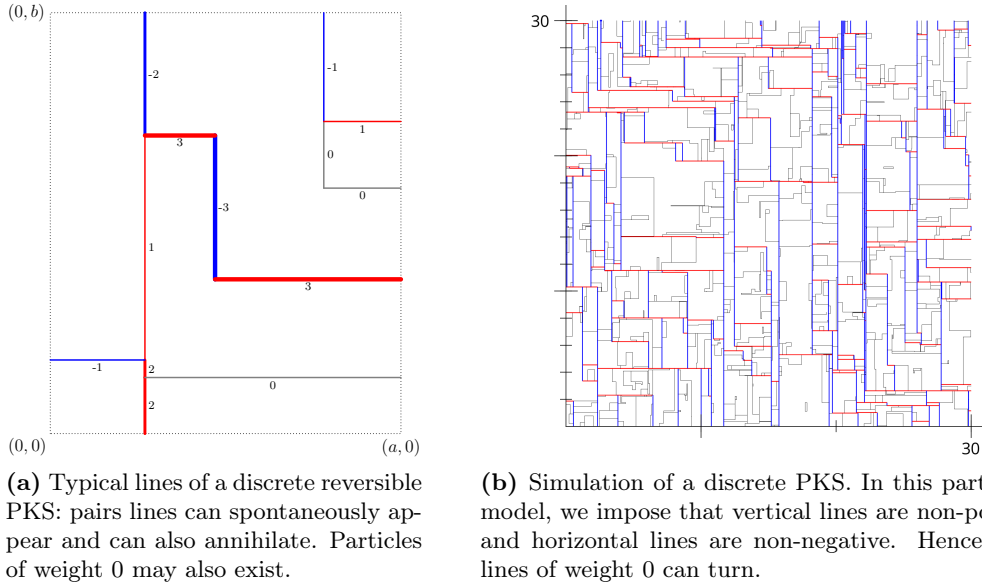 (0, b)
-2
-1
3
1
0
0
-3
1
3
-1
2
0
2
(0, 0)
(a, 0)
(a) Typical lines of a discrete reversible
PKS: pairs lines can spontaneously ap-
pear and can also annihilate. Particles
of weight 0 may also exist.
30
30
(b) Simulation of a discrete PKS. In this part
model, we impose that vertical lines are non-po
and horizontal lines are non-negative. Hence
lines of weight 0 can turn.